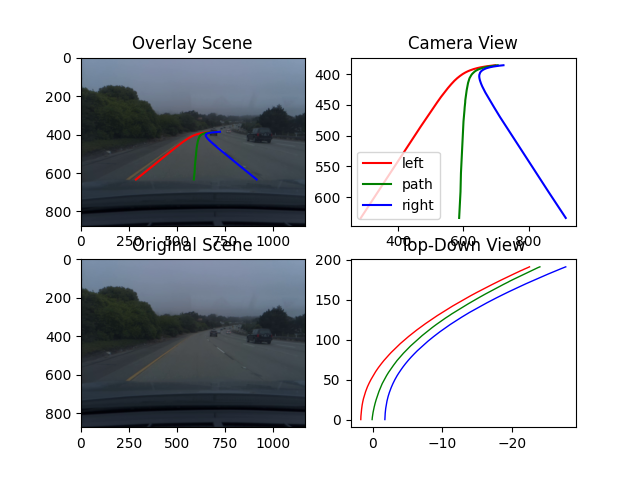 Overlay Scene
0
200
400
600
800
0 250 500 750 1000
Camera View
400
450
500
550
600
400 600 800
left
path
right
Original Scene
0
200
400
600
800
0 250 500 750 1000
Top-Down View
200
150
100
50
0
0 −10 −20